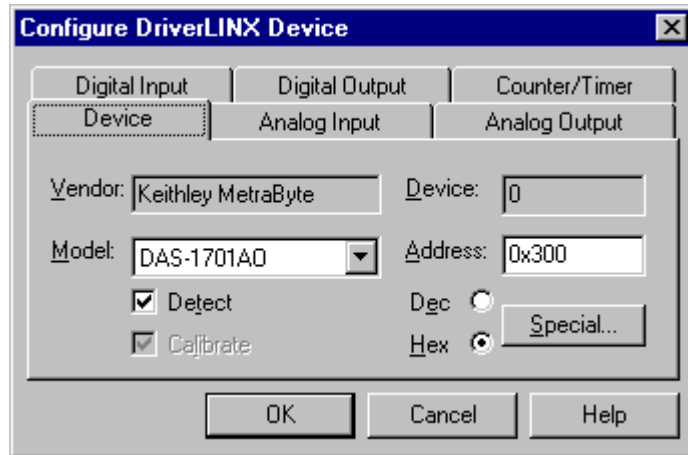 Configure DriverLINX Device
Digital Input Digital Output Counter/Timer
Device Analog Input Analog Output
Vendor: Keithley MetraByte Device: 0
Model: DAS-1701AO Address: 0x300
Detect Dec
Calibrate Hex Special...
OK Cancel Help